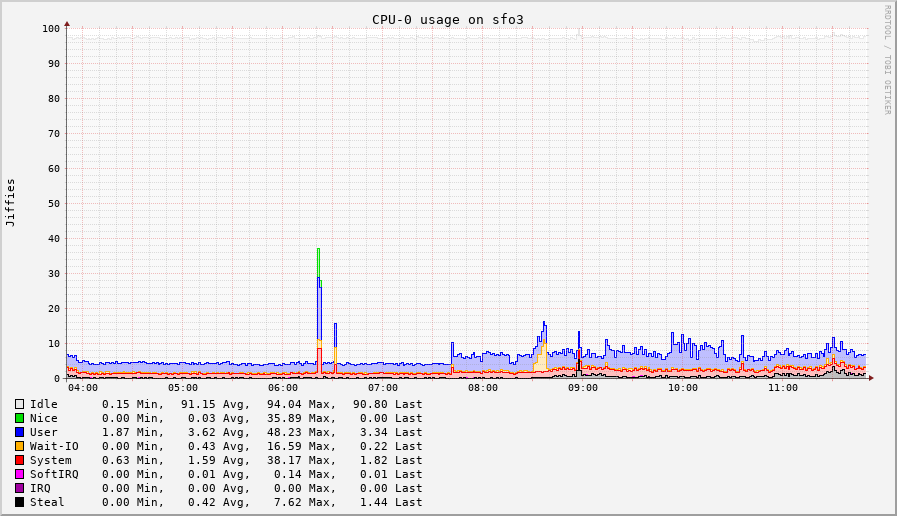 CPU-0 usage on sfo3
RRDTOOL / TOBI OETIKER
Jiffies
100
90
80
70
60
50
40
30
20
10
0
04:00 05:00 06:00 07:00 08:00 09:00 10:00 11:00
Idle 0.15 Min, 91.15 Avg, 94.04 Max, 90.80 Last
Nice 0.00 Min, 0.03 Avg, 35.89 Max, 0.00 Last
User 1.87 Min, 3.62 Avg, 48.23 Max, 3.34 Last
Wait-IO 0.00 Min, 0.43 Avg, 16.59 Max, 0.22 Last
System 0.63 Min, 1.59 Avg, 38.17 Max, 1.82 Last
SoftIRQ 0.00 Min, 0.01 Avg, 0.14 Max, 0.01 Last
IRQ 0.00 Min, 0.00 Avg, 0.00 Max, 0.00 Last
Steal 0.00 Min, 0.42 Avg, 7.62 Max, 1.44 Last